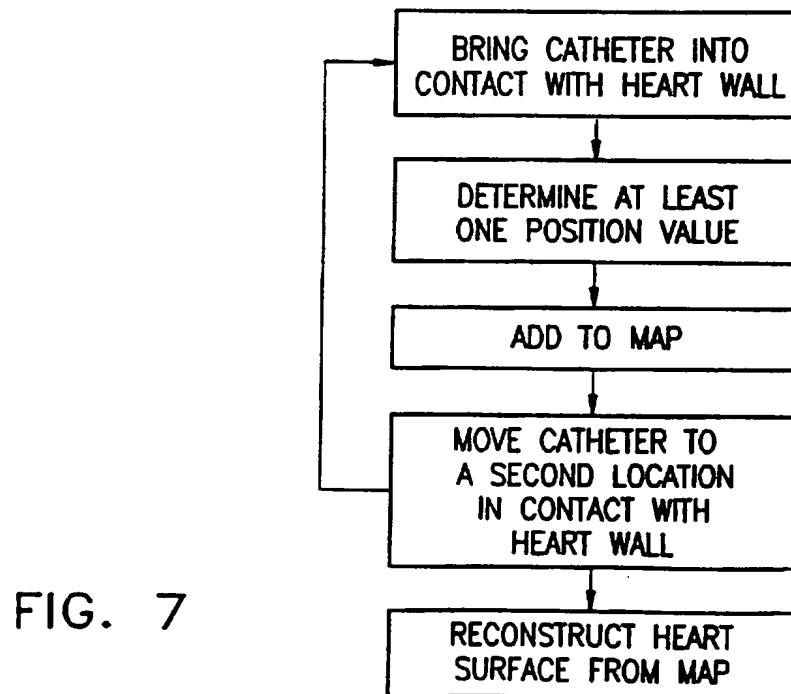 BRING CATHETER INTO
CONTACT WITH HEART WALL
DETERMINE AT LEAST
ONE POSITION VALUE
ADD TO MAP
MOVE CATHETER TO
A SECOND LOCATION
IN CONTACT WITH
HEART WALL
RECONSTRUCT HEART
SURFACE FROM MAP
FIG. 7